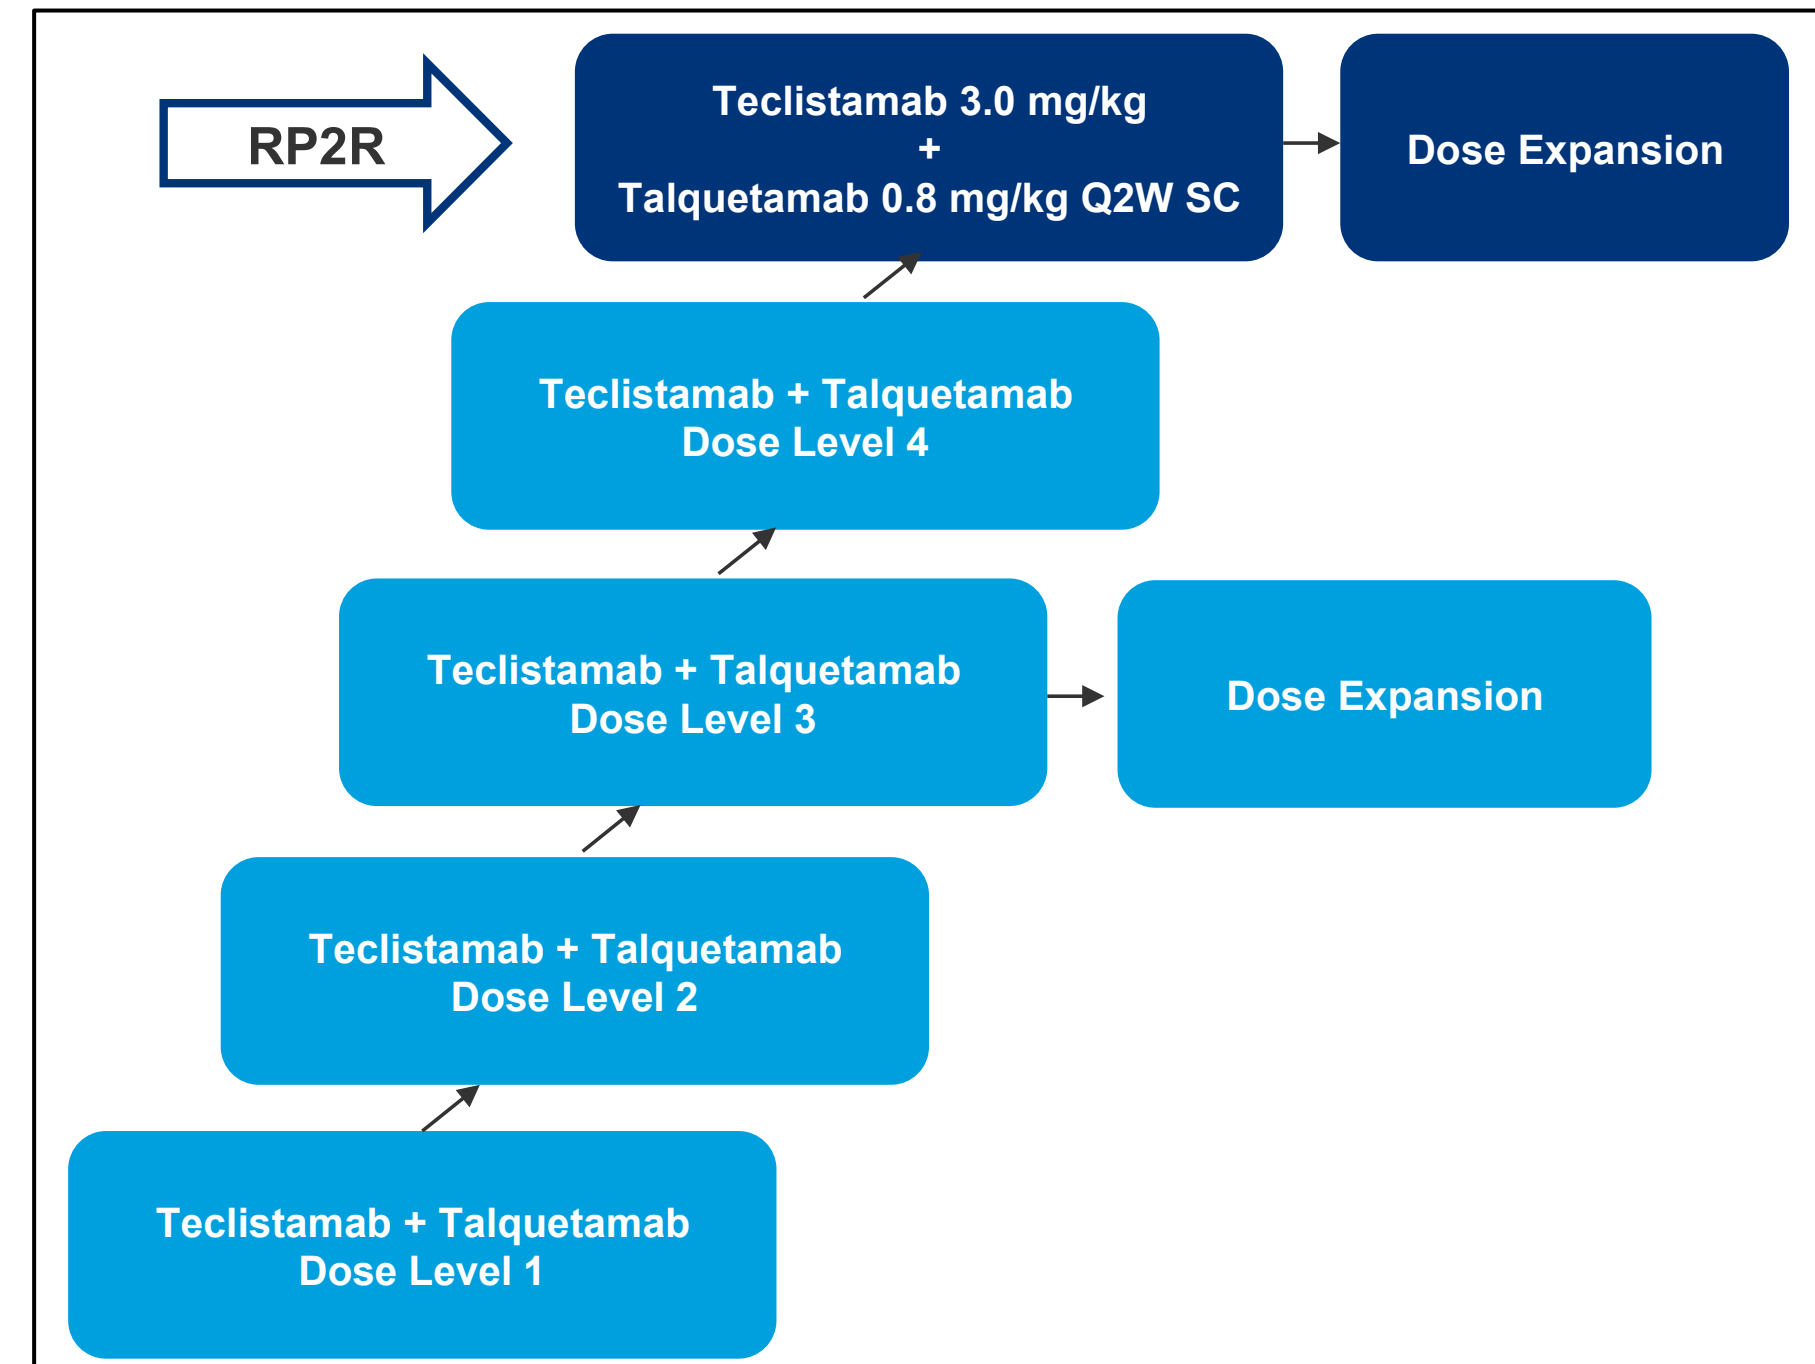 RP2R
Teclistamab 3.0 mg/kg
+
Talquetamab 0.8 mg/kg Q2W SC
Dose Expansion
Teclistamab + Talquetamab
Dose Level 4
Teclistamab + Talquetamab
Dose Level 3
Dose Expansion
Teclistamab + Talquetamab
Dose Level 2
Teclistamab + Talquetamab
Dose Level 1